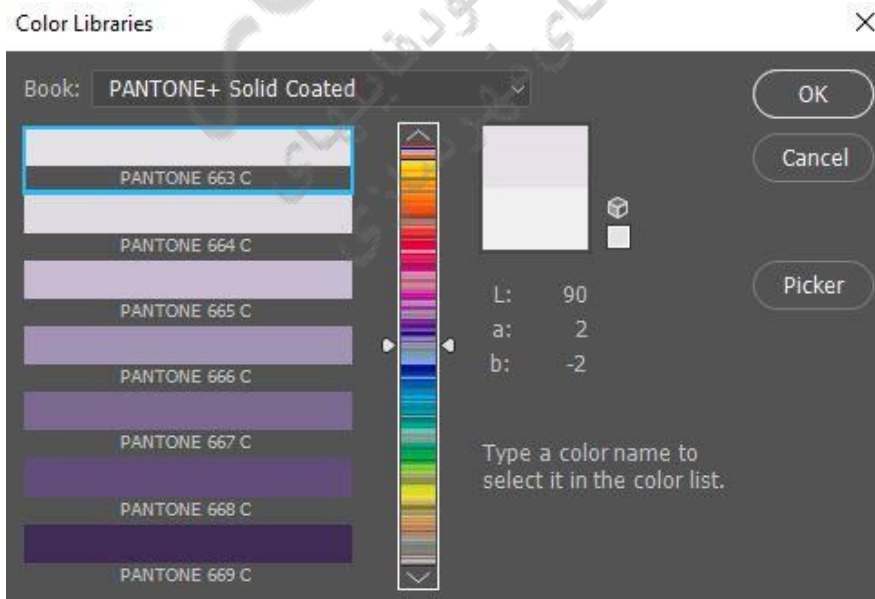 Color Libraries
Book: PANTONE+ Solid Coated
OK
PANTONE 663 C
Cancel
PANTONE 664 C
PANTONE 665 C
Picker
L: 90
a: 2
b: -2
PANTONE 666 C
PANTONE 667 C
Type a color name to
select it in the color list.
PANTONE 668 C
PANTONE 669 C